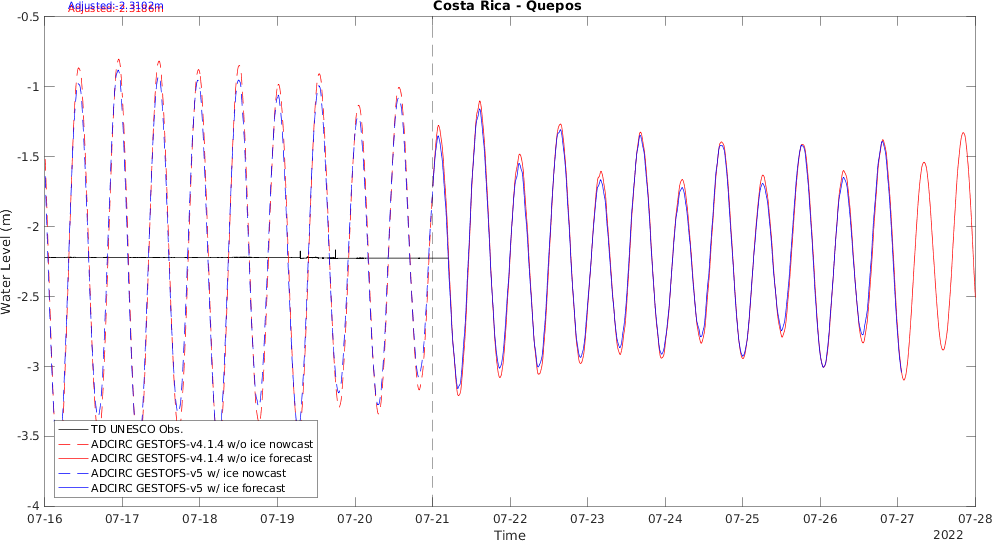 Adjusted:-2.3102m
Costa Rica - Quepos
-0.5
-1
-1.5
-2
-2.5
-3
-3.5
-4
Water Level (m)
TD UNESCO Obs.
ADCIRC GESTOFS-v4.1.4 w/o ice nowcast
ADCIRC GESTOFS-v4.1.4 w/o ice forecast
ADCIRC GESTOFS-v5 w/ ice nowcast
ADCIRC GESTOFS-v5 w/ ice forecast
07-16 07-17 07-18 07-19 07-20 07-21 07-22 07-23 07-24 07-25 07-26 07-27 07-28
Time
2022